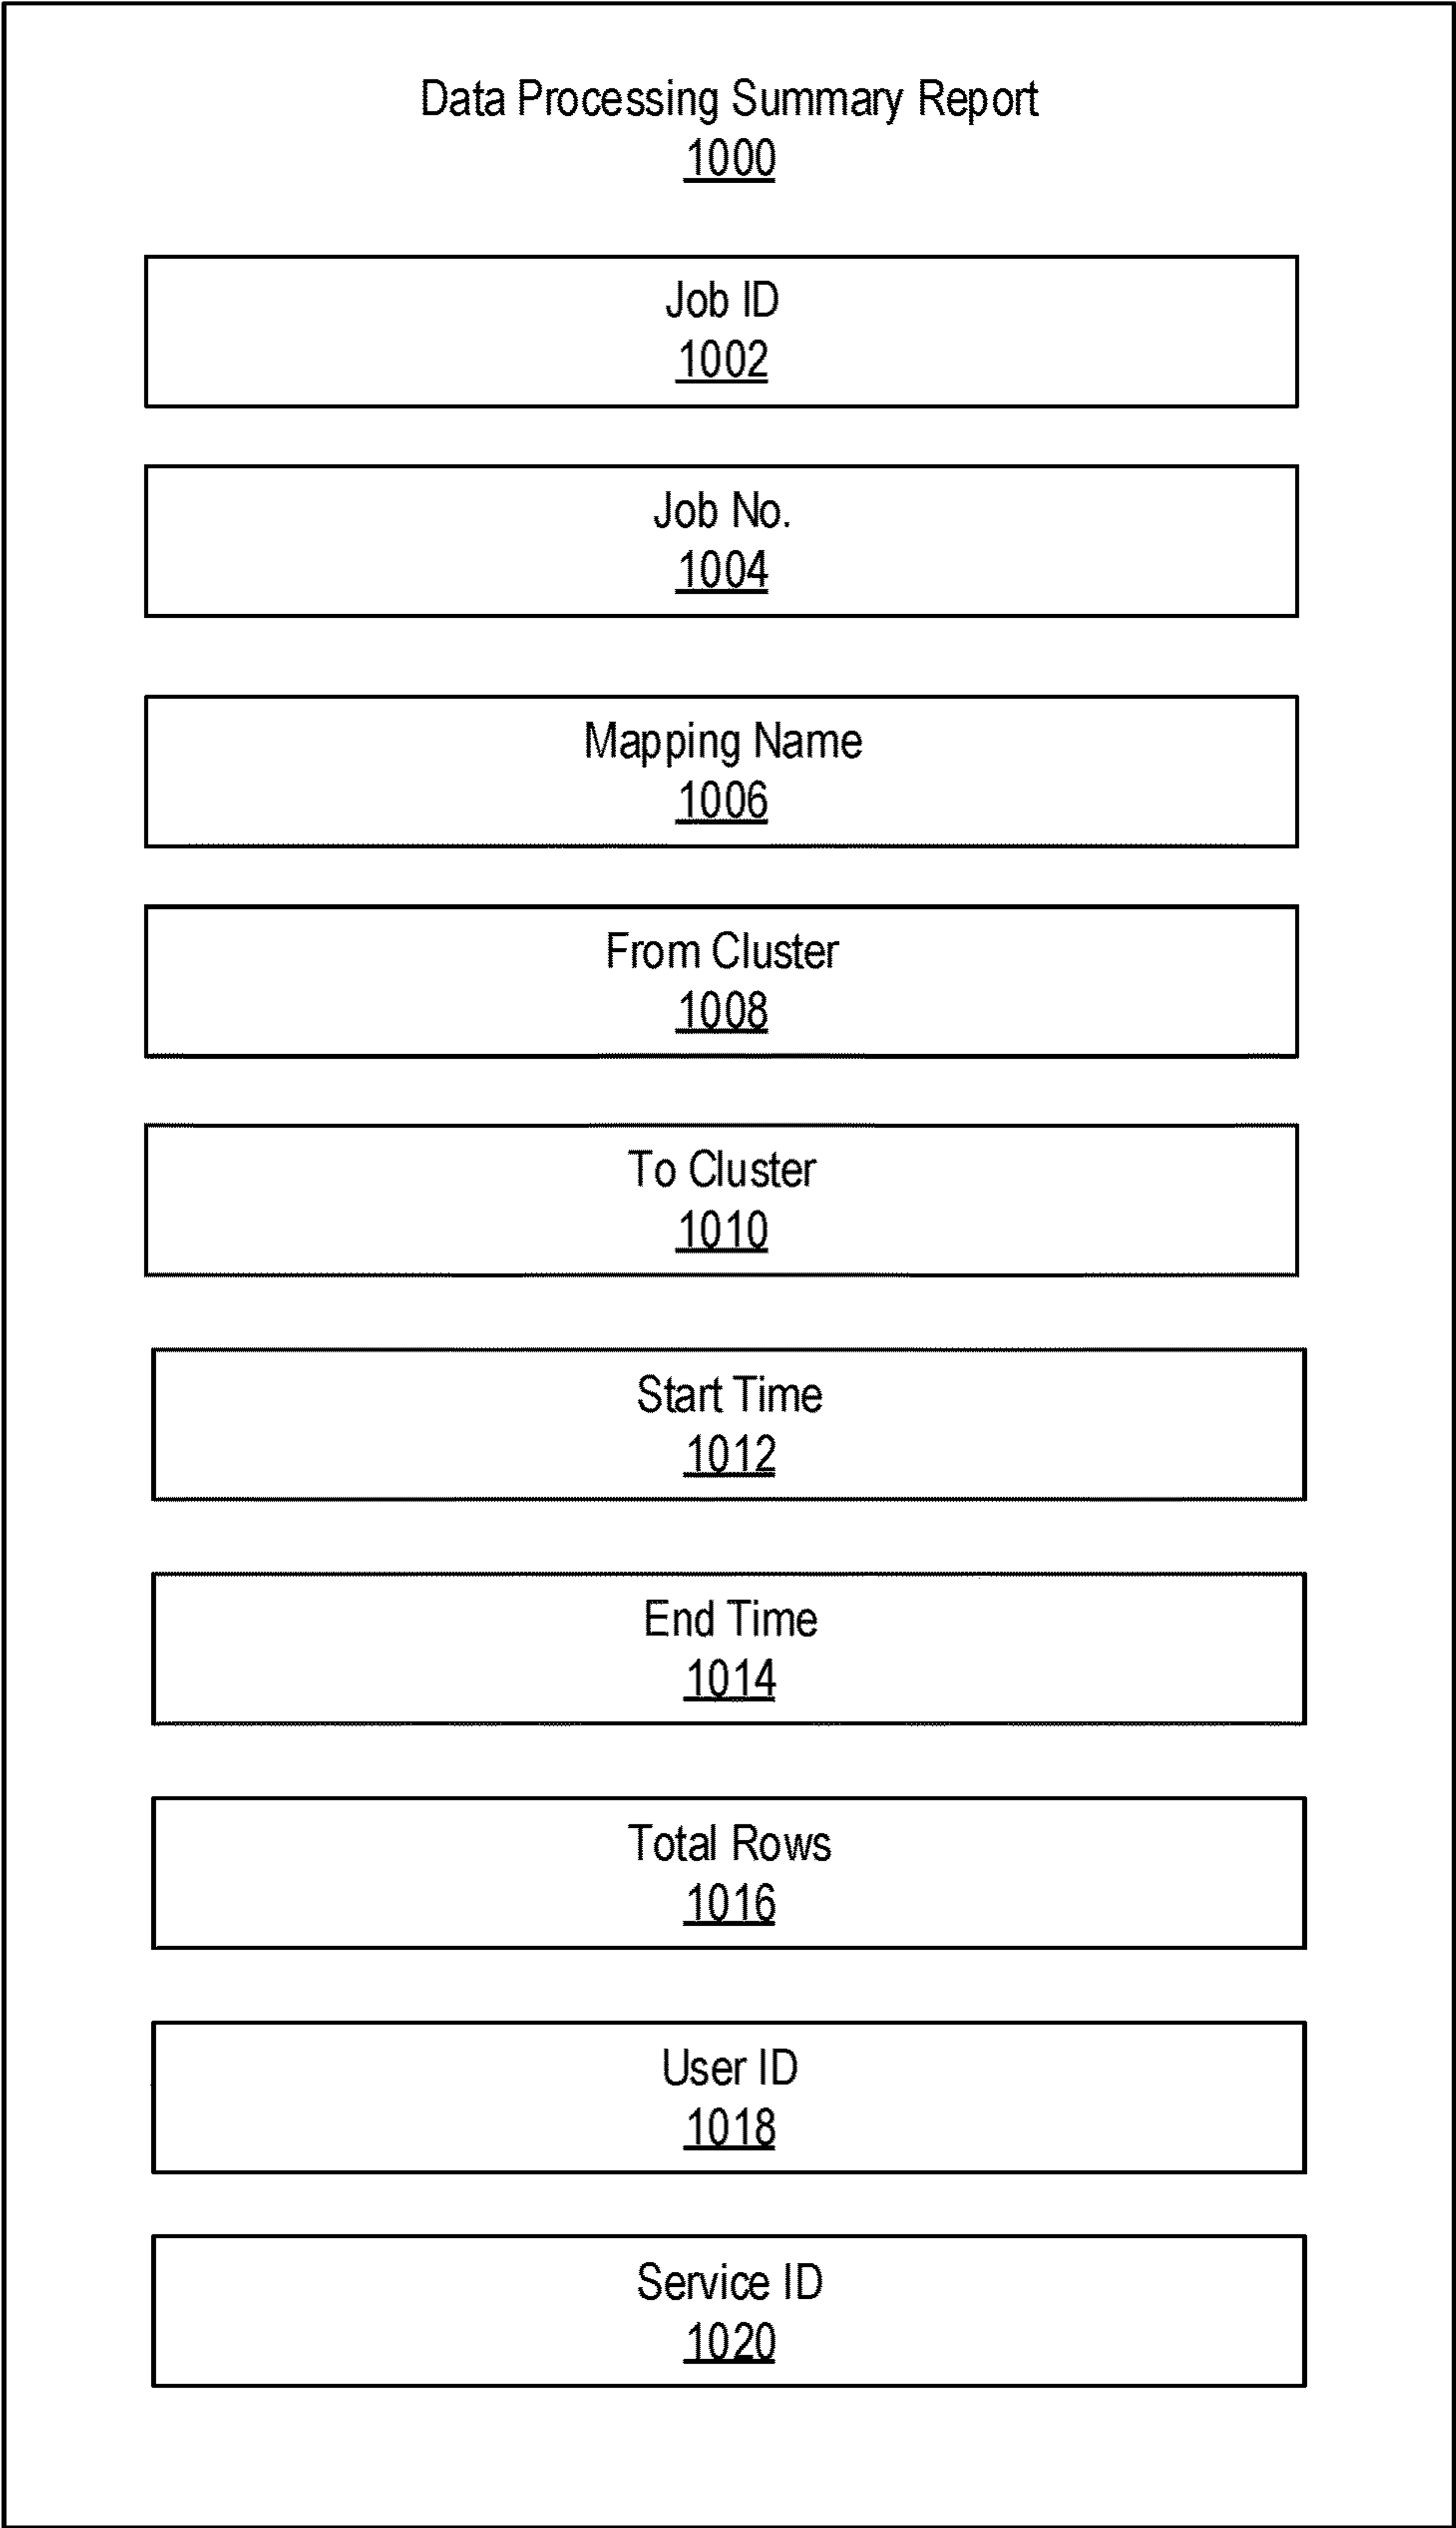 Data Processing Summary Report
1000
Job ID
1002
Job No.
1004
Mapping Name
1006
From Cluster
1008
To Cluster
1010
Start Time
1012
End Time
1014
Total Rows
1016
User ID
1018
Service ID
1020